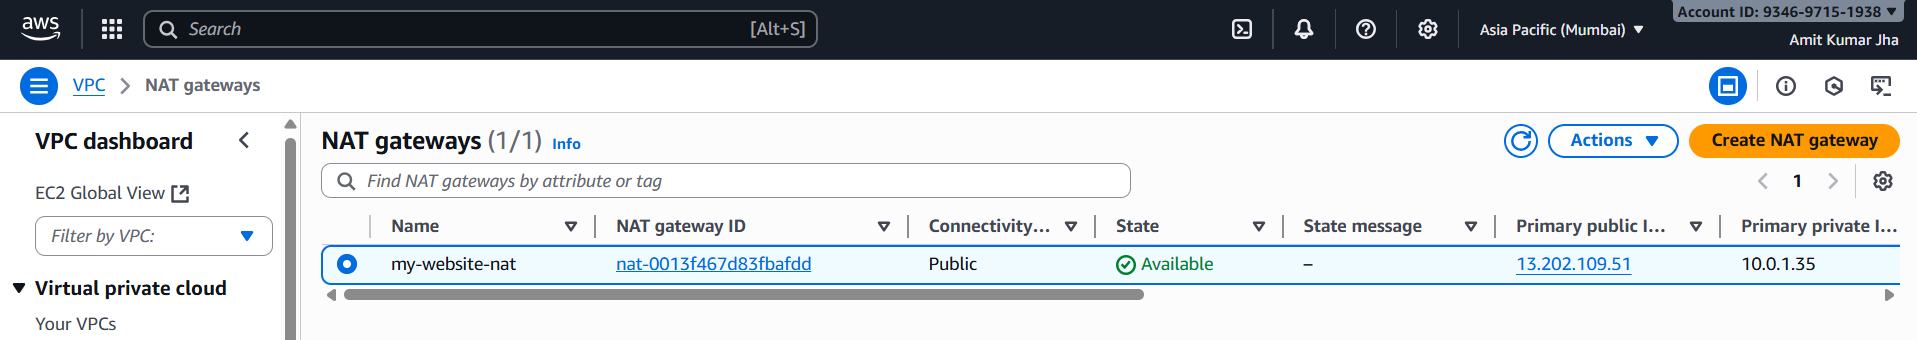 aws
Search [Alt+S]
Asia Pacific (Mumbai)
Account ID: 9346-9715-1938
Amit Kumar Jha
VPC > NAT gateways
VPC dashboard
EC2 Global View
Filter by VPC:
Virtual private cloud
Your VPCs
NAT gateways (1/1) Info
Actions
Create NAT gateway
Find NAT gateways by attribute or tag
1
Name NAT gateway ID Connectivity... State State message Primary public I... Primary private I...
my-website-nat nat-0013f467d83fbafdd Public Available – 13.202.109.51 10.0.1.35